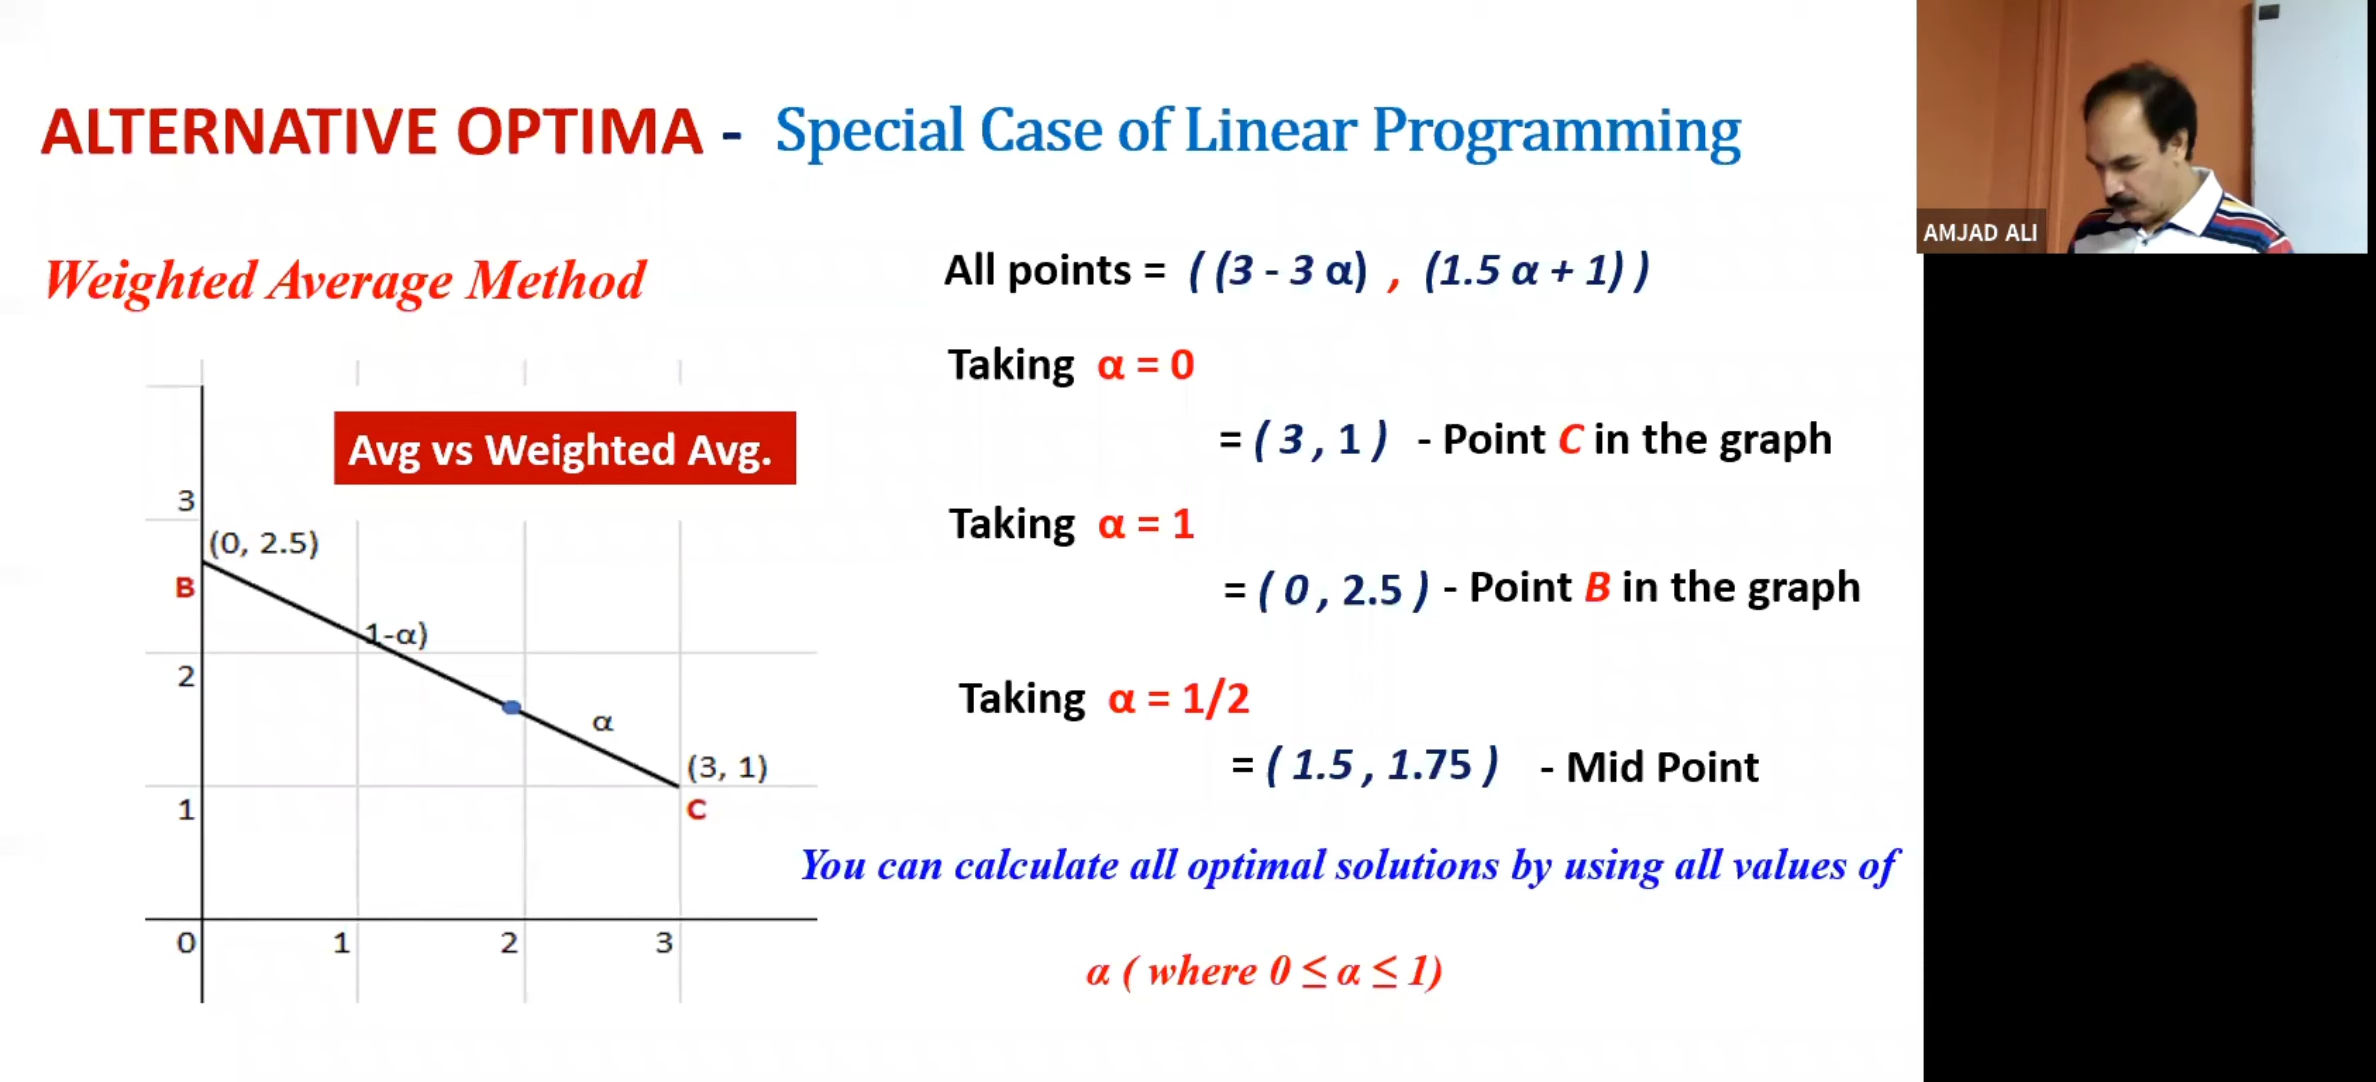 ALTERNATIVE OPTIMA - Special Case of Linear Programming
AMJAD ALI
Weighted Average Method
Avg vs Weighted Avg.
3
(0, 2.5)
B
1-α)
2
α
(3, 1)
1
C
0 1 2 3
All points = ( (3 - 3 α) , (1.5 α + 1) )
Taking α = 0
= ( 3 , 1 ) - Point C in the graph
Taking α = 1
= ( 0 , 2.5 ) - Point B in the graph
Taking α = 1/2
= ( 1.5 , 1.75 ) - Mid Point
You can calculate all optimal solutions by using all values of
α ( where 0 ≤ α ≤ 1)